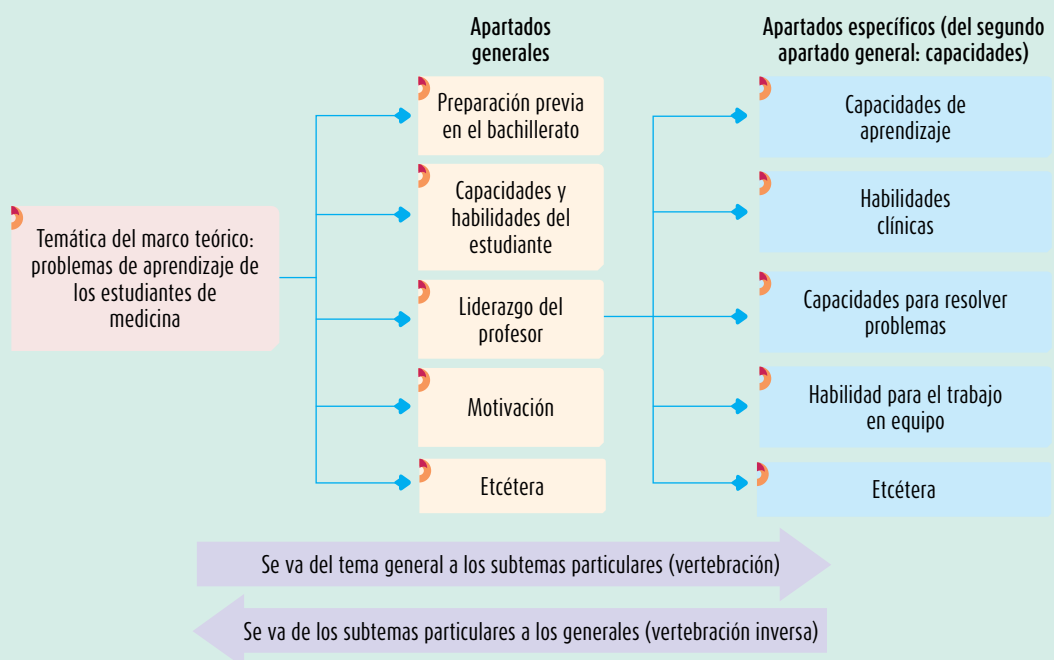 Apartados
generales
Apartados específicos (del segundo
apartado general: capacidades)
Temática del marco teórico:
problemas de aprendizaje de
los estudiantes de
medicina
Preparación previa
en el bachillerato
Capacidades y
habilidades del
estudiante
Liderazgo del
profesor
Motivación
Etcétera
Capacidades de
aprendizaje
Habilidades
clínicas
Capacidades para resolver
problemas
Habilidad para el trabajo
en equipo
Etcétera
Se va del tema general a los subtemas particulares (vertebración)
Se va de los subtemas particulares a los generales (vertebración inversa)